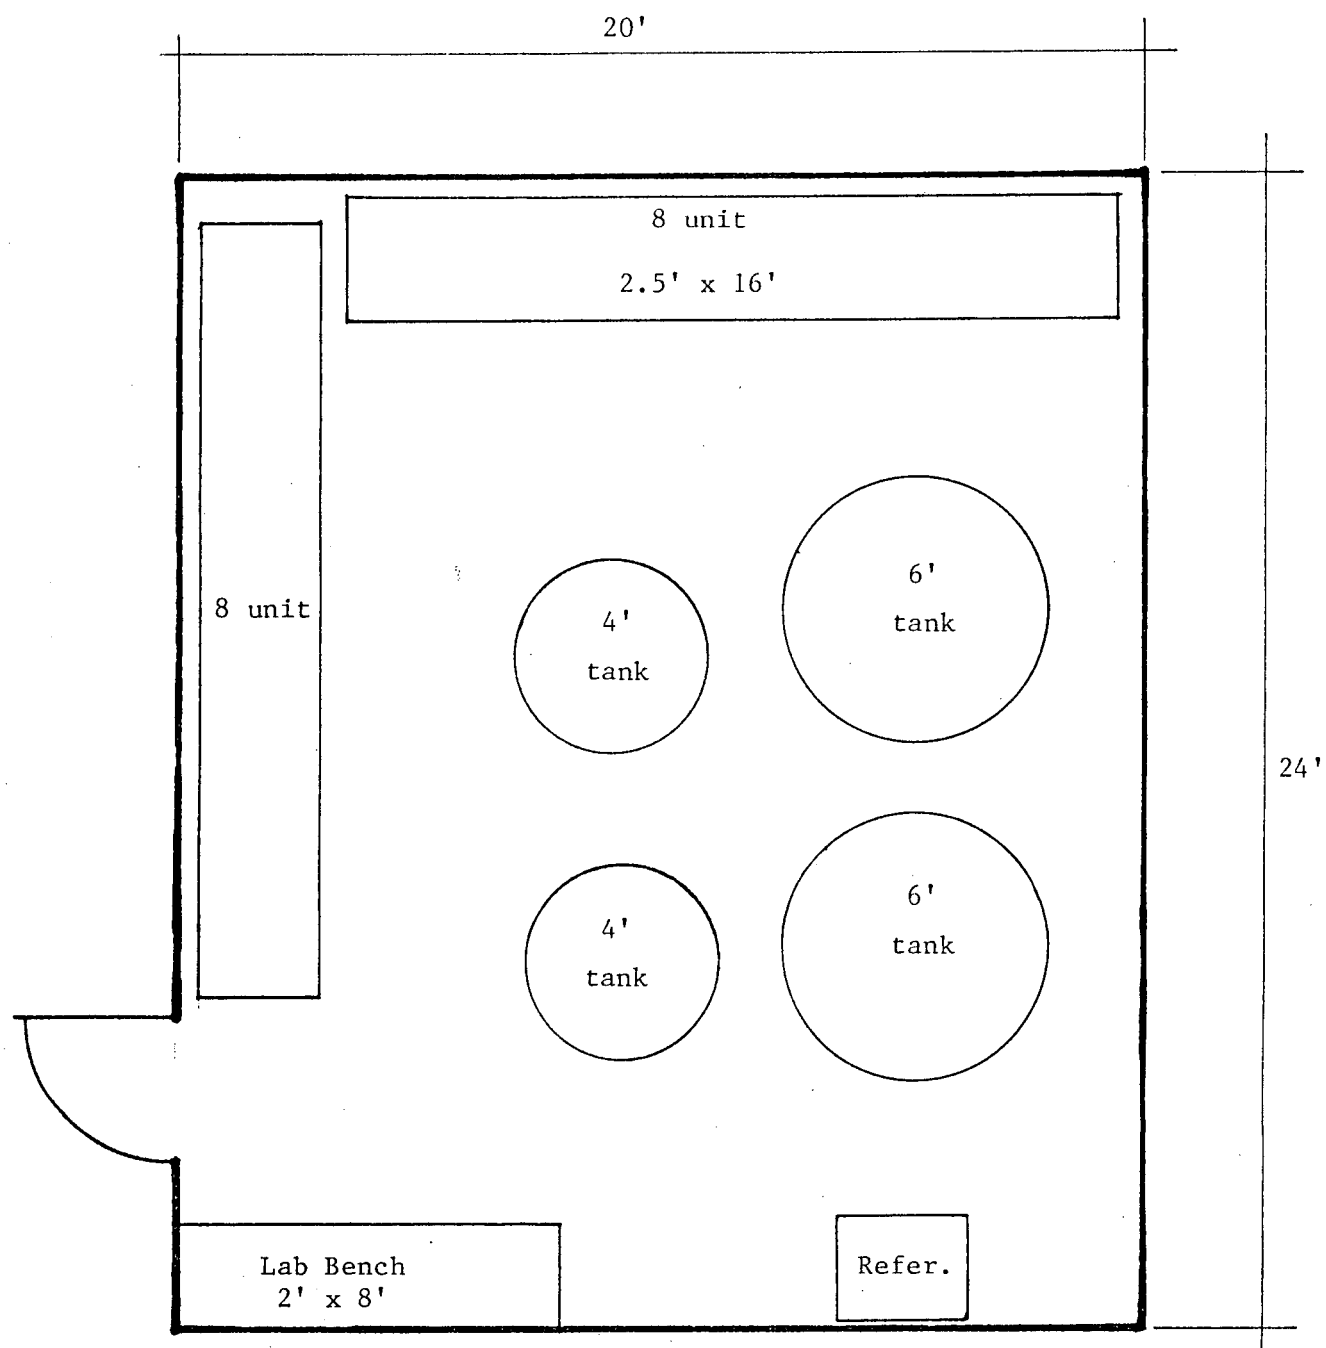 20'
8 unit
2.5' x 16'
8 unit
4'
tank
6'
tank
24'
4'
tank
6'
tank
Lab Bench
2' x 8'
Refer.